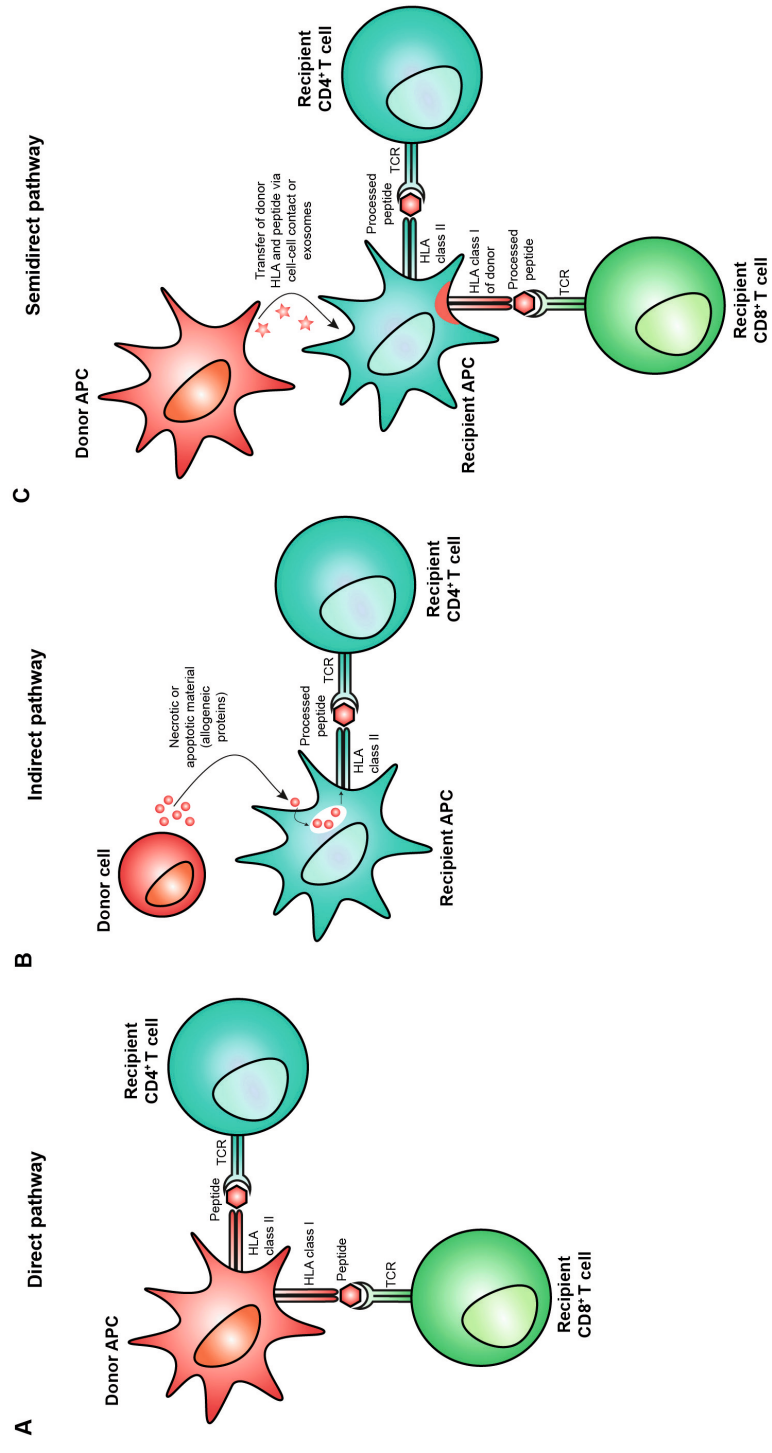 A
Direct pathway
Donor APC
Recipient
CD4⁺T cell
Peptide
TCR
HLA
class II
HLA class I
Peptide
TCR
Recipient
CD8⁺T cell
B
Indirect pathway
Donor cell
Necrotic or
apoptotic material
(allogeneic
proteins)
Processed
peptide
TCR
HLA
class II
Recipient
CD4⁺T cell
Recipient APC
C
Semidirect pathway
Donor APC
Transfer of donor
HLA and peptide via
cell-cell contact or
exosomes
Recipient
CD4⁺T cell
Processed
peptide
TCR
HLA
class II
HLA class I
of donor
Processed
peptide
TCR
Recipient APC
Recipient
CD8⁺T cell